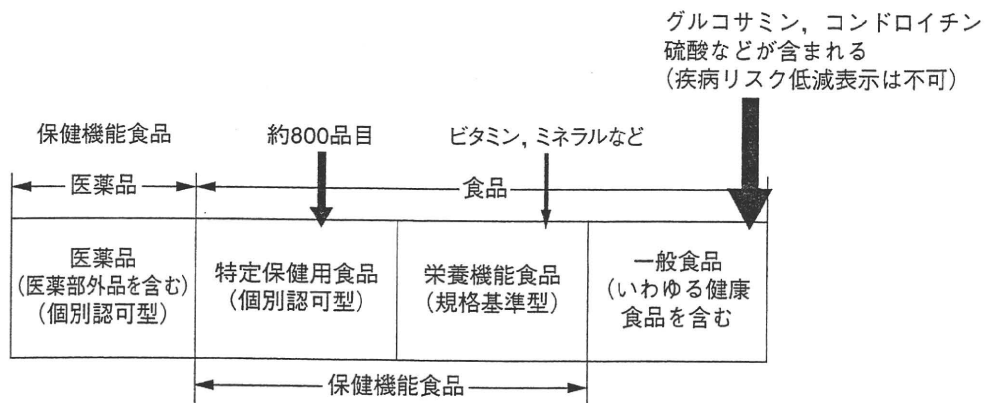 グルコサミン，コンドロイチン
硫酸などが含まれる
（疾病リスク低減表示は不可）
保健機能食品
約800品目
ビタミン，ミネラルなど
医薬品
食品
医薬品
（医薬部外品を含む）
（個別認可型）
特定保健用食品
（個別認可型）
栄養機能食品
（規格基準型）
一般食品
（いわゆる健康
食品を含む
保健機能食品